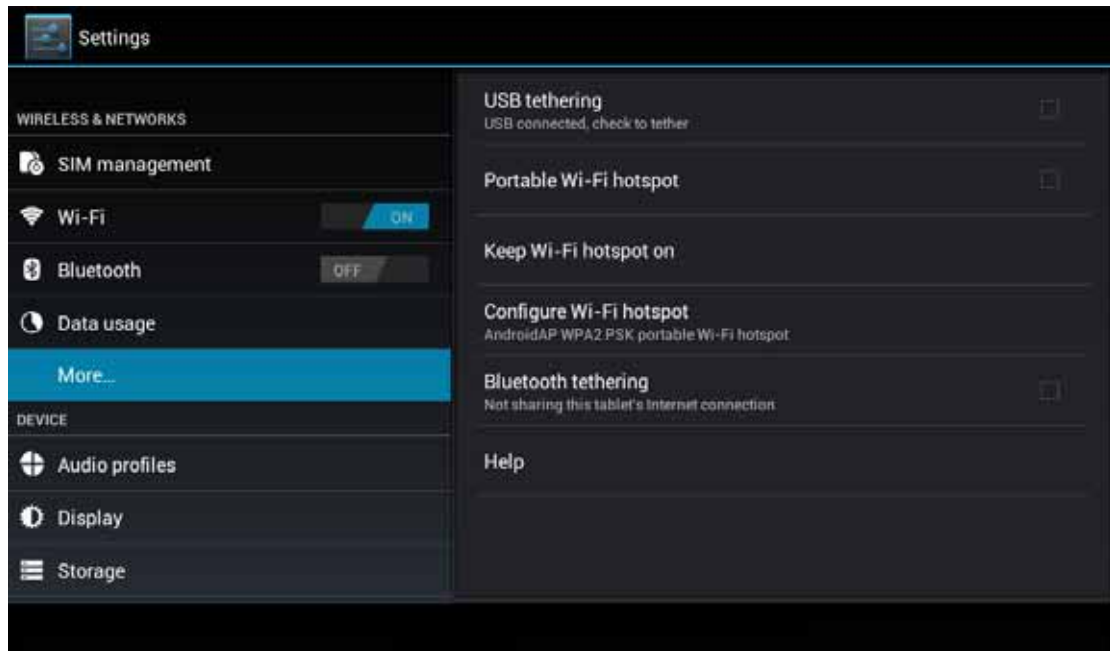 Settings
WIRELESS & NETWORKS
SIM management
Wi-Fi
ON
Bluetooth
OFF
Data usage
More...
DEVICE
Audio profiles
Display
Storage
USB tethering
USB connected, check to tether
Portable Wi-Fi hotspot
Keep Wi-Fi hotspot on
Configure Wi-Fi hotspot
AndroidAP WPA2 PSK portable Wi-Fi hotspot
Bluetooth tethering
Not sharing this tablet's Internet connection
Help